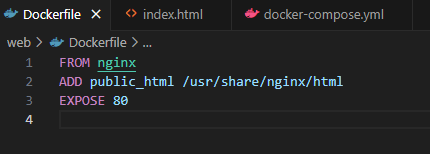 Dockerfile × index.html docker-compose.yml
web > Dockerfile > ...
1 FROM nginx
2 ADD public_html /usr/share/nginx/html
3 EXPOSE 80
4